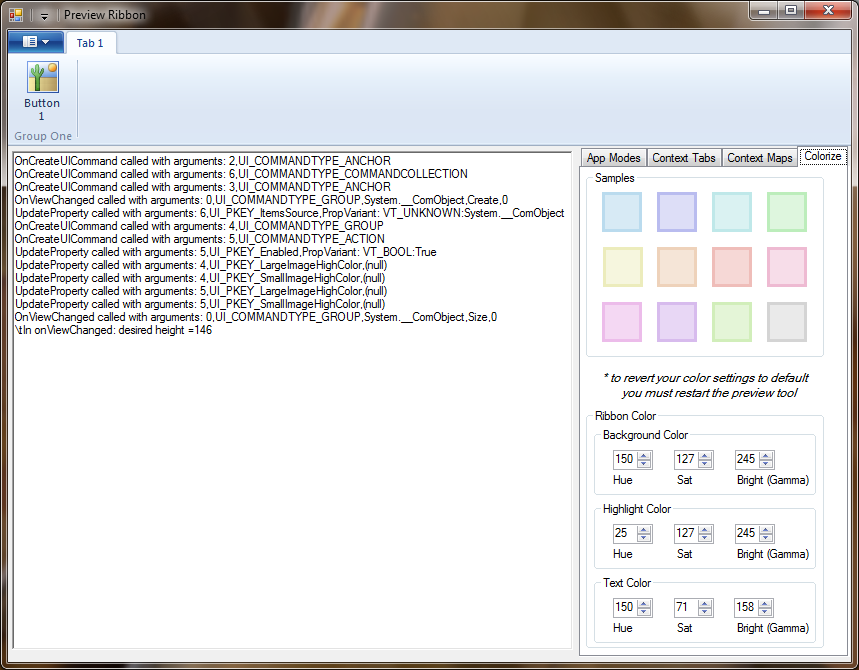 Preview Ribbon
Tab 1
Button
1
Group One
OnCreateUICommand called with arguments: 2,UI_COMMANDTYPE_ANCHOR
OnCreateUICommand called with arguments: 6,UI_COMMANDTYPE_COMMANDCOLLECTION
OnCreateUICommand called with arguments: 3,UI_COMMANDTYPE_ANCHOR
OnViewChanged called with arguments: 0,UI_COMMANDTYPE_GROUP,System.__ComObject,Create,0
UpdateProperty called with arguments: 6,UI_PKEY_ItemsSource,PropVariant: VT_UNKNOWN:System.__ComObject
OnCreateUICommand called with arguments: 4,UI_COMMANDTYPE_GROUP
OnCreateUICommand called with arguments: 5,UI_COMMANDTYPE_ACTION
UpdateProperty called with arguments: 5,UI_PKEY_Enabled,PropVariant: VT_BOOL:True
UpdateProperty called with arguments: 4,UI_PKEY_LargeImageHighColor,(null)
UpdateProperty called with arguments: 4,UI_PKEY_SmallImageHighColor,(null)
UpdateProperty called with arguments: 5,UI_PKEY_LargeImageHighColor,(null)
UpdateProperty called with arguments: 5,UI_PKEY_SmallImageHighColor,(null)
OnViewChanged called with arguments: 0,UI_COMMANDTYPE_GROUP,System.__ComObject,Size,0
\tIn onViewChanged: desired height =146
App Modes Context Tabs Context Maps Colorize
Samples
* to revert your color settings to default
you must restart the preview tool
Ribbon Color
Background Color
150 127 245
Hue Sat Bright (Gamma)
Highlight Color
25 127 245
Hue Sat Bright (Gamma)
Text Color
150 71 158
Hue Sat Bright (Gamma)